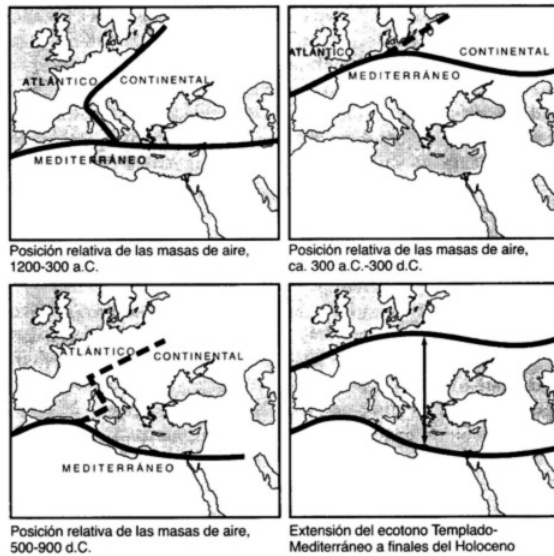 ATLÁNTICO
CONTINENTAL
MEDITERRÁNEO
Posición relativa de las masas de aire,
1200-300 a.C.
ATLÁNTICO
CONTINENTAL
MEDITERRÁNEO
Posición relativa de las masas de aire,
ca. 300 a.C.-300 d.C.
ATLÁNTICO
CONTINENTAL
MEDITERRÁNEO
Posición relativa de las masas de aire,
500-900 d.C.
Extensión del ecotono Templado-
Mediterráneo a finales del Holoceno